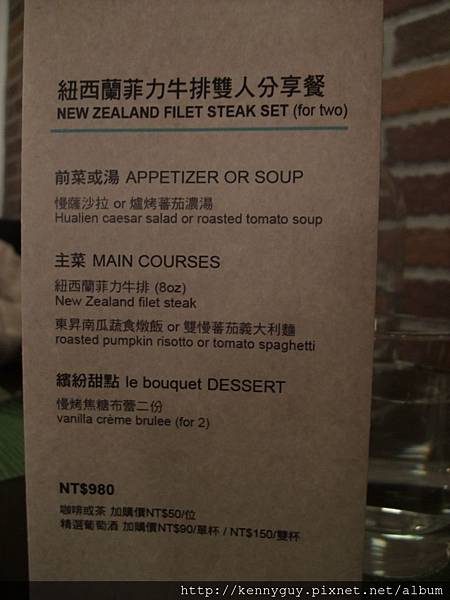 紐西蘭菲力牛排雙人分享餐
NEW ZEALAND FILET STEAK SET (for two)
前菜或湯 APPETIZER OR SOUP
慢薩沙拉 or 爐烤蕃茄濃湯
Hualien caesar salad or roasted tomato soup
主菜 MAIN COURSES
紐西蘭菲力牛排 (8oz)
New Zealand filet steak
東昇南瓜蔬食燉飯 or 雙慢蕃茄義大利麵
roasted pumpkin risotto or tomato spaghetti
繽紛甜點 le bouquet DESSERT
慢烤焦糖布蕾二份
vanilla crème brulee (for 2)
NT$980
咖啡或茶 加購價NT$50/位
精選葡萄酒 加購價NT$90/單杯 / NT$150/雙杯
http://kennyguy.pixnet.net/album